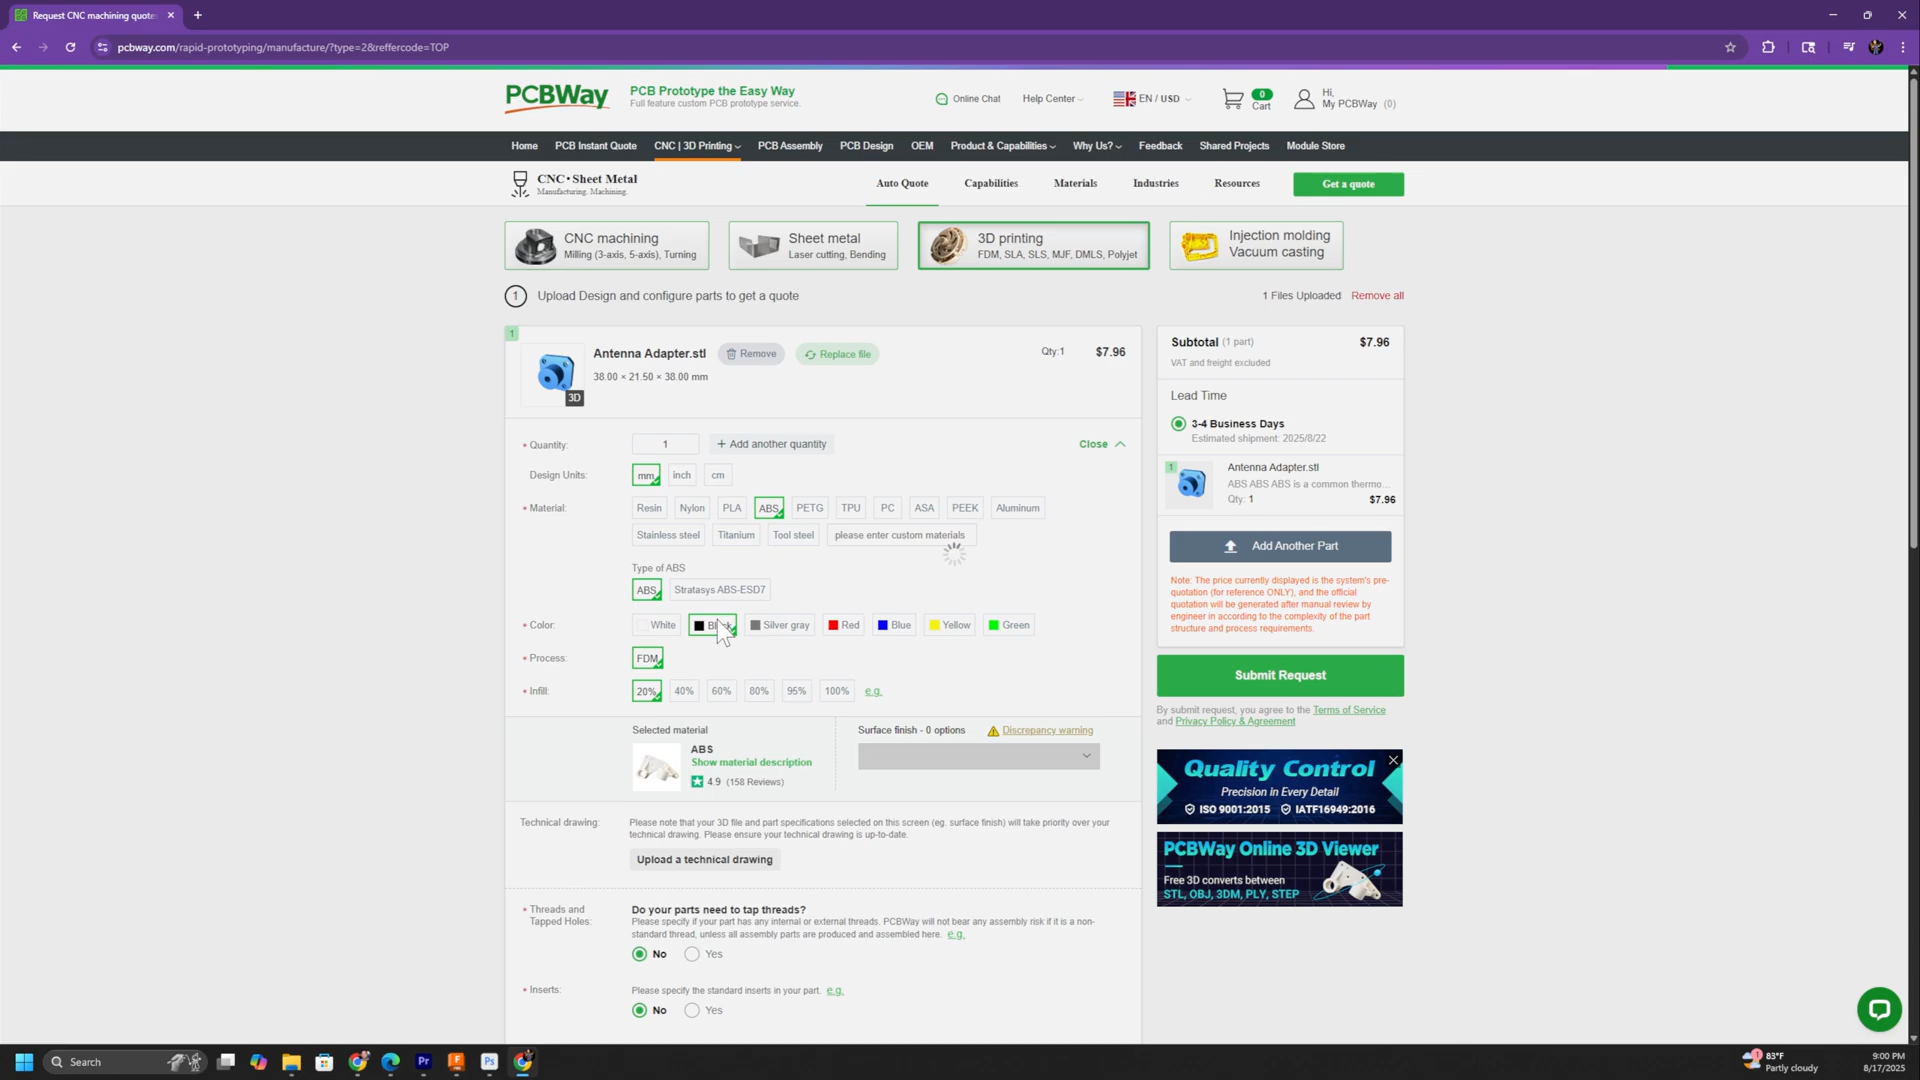 Request CNC machining quote
pcbway.com/rapid-prototyping/manufacture/?type=2&reffercode=TOP
PCBWay
PCB Prototype the Easy Way
Full feature custom PCB prototype service.
Online Chat
Help Center
EN / USD
0
Cart
Hi,
My PCBWay (0)
Home PCB Instant Quote CNC | 3D Printing PCB Assembly PCB Design OEM Product & Capabilities Why Us? Feedback Shared Projects Module Store
CNC • Sheet Metal
Manufacturing. Machining.
Auto Quote Capabilities Materials Industries Resources Get a quote
CNC machining
Milling (3-axis, 5-axis), Turning
Sheet metal
Laser cutting, Bending
3D printing
FDM, SLA, SLS, MJF, DMLS, Polyjet
Injection molding
Vacuum casting
1 Upload Design and configure parts to get a quote
1 Files Uploaded Remove all
1
Antenna Adapter.stl Remove Replace file Qty:1 $7.96
38.00 × 21.50 × 38.00 mm
3D
* Quantity: 1 + Add another quantity Close
Design Units: mm inch cm
* Material: Resin Nylon PLA ABS PETG TPU PC ASA PEEK Aluminum
Stainless steel Titanium Tool steel please enter custom materials
Type of ABS
ABS Stratasys ABS-ESD7
* Color: White Silver gray Red Blue Yellow Green
* Process: FDM
* Infill: 20% 40% 60% 80% 95% 100% e.g.
Selected material
ABS
Show material description
4.9 (158 Reviews)
Surface finish - 0 options Discrepancy warning
Technical drawing: Please note that your 3D file and part specifications selected on this screen (eg. surface finish) will take priority over your
technical drawing. Please ensure your technical drawing is up-to-date.
Upload a technical drawing
* Threads and
Tapped Holes:
Do your parts need to tap threads?
Please specify if your part has any internal or external threads. PCBWay will not bear any assembly risk if it is a non-
standard thread, unless all assembly parts are produced and assembled here. e.g.
No Yes
* Inserts: Please specify the standard inserts in your part. e.g.
No Yes
Subtotal (1 part) $7.96
VAT and freight excluded
Lead Time
3-4 Business Days
Estimated shipment: 2025/8/22
1
Antenna Adapter.stl
ABS ABS ABS is a common thermo...
Qty: 1 $7.96
Add Another Part
Note: The price currently displayed is the system's pre-
quotation (for reference ONLY), and the official
quotation will be generated after manual review by
engineer in according to the complexity of the part
structure and process requirements.
Submit Request
By submit request, you agree to the Terms of Service
and Privacy Policy & Agreement
Quality Control
Precision in Every Detail
ISO 9001:2015 IATF16949:2016
PCBWay Online 3D Viewer
Free 3D converts between
STL, OBJ, 3DM, PLY, STEP
Search
Pr
F
Ps
1
83°F
Partly cloudy
9:00 PM
8/17/2025